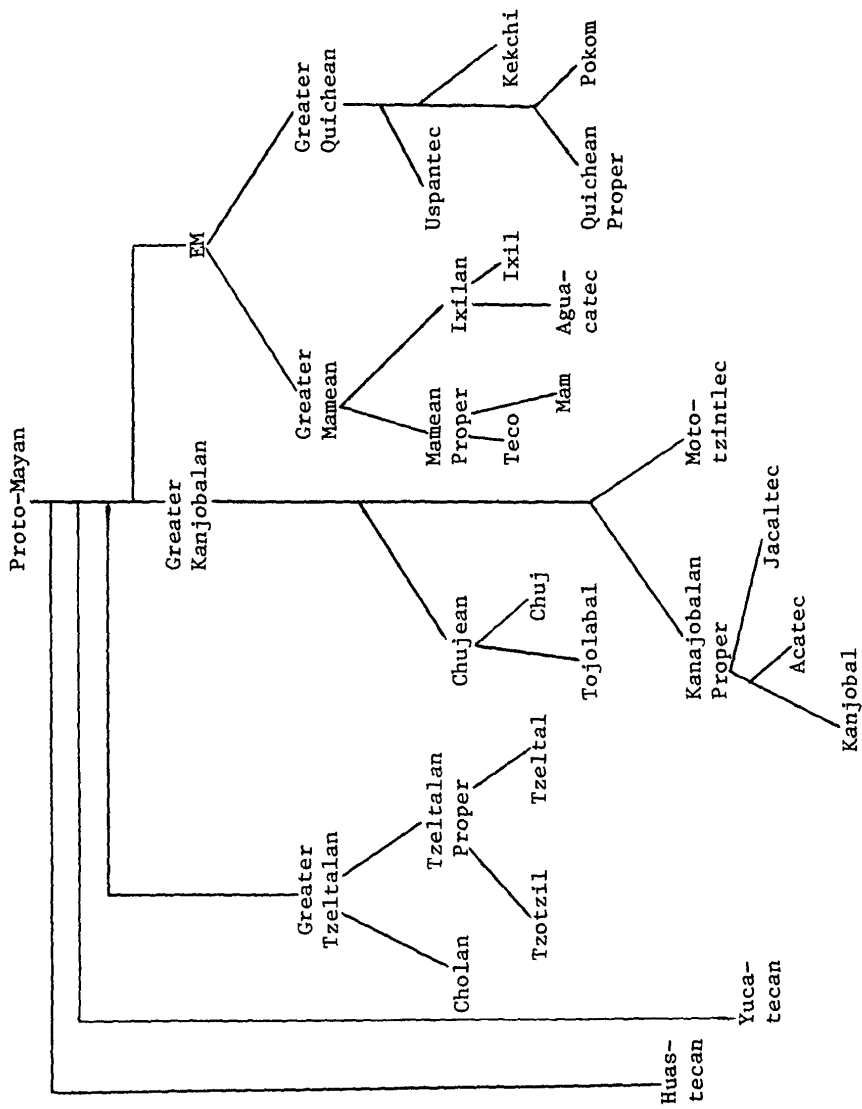 Proto-Mayan
EM
Greater
Kanjobalan
Greater
Tzeltalan
Greater
Mamean
Greater
Quichean
Cholan
Tzeltalan
Proper
Chujean
Mamean
Proper
Ixilan
Uspantec
Kekchi
Tzotzil
Tzeltal
Chuj
Teco
Mam
Ixil
Tojolabal
Agua-
catec
Quichean
Proper
Pokom
Huas-
tecan
Yuca-
tecan
Kanajobalan
Proper
Moto-
tzintlec
Kanjobal
Acatec
Jacaltec